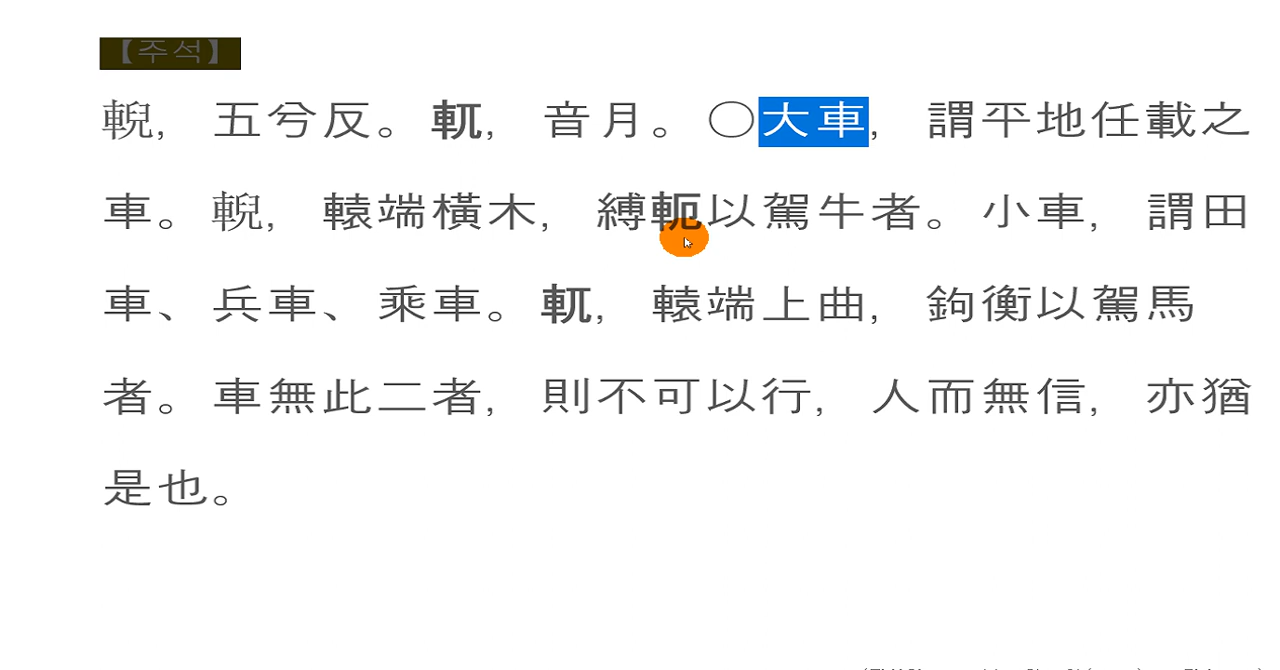 【주석】
輗, 五兮反。軏, 音月。○大車, 謂平地任載之
車。輗, 轅端橫木, 縛軛以駕牛者。小車, 謂田
車、兵車、乘車。軏, 轅端上曲, 鉤衡以駕馬
者。車無此二者, 則不可以行, 人而無信, 亦猶
是也。